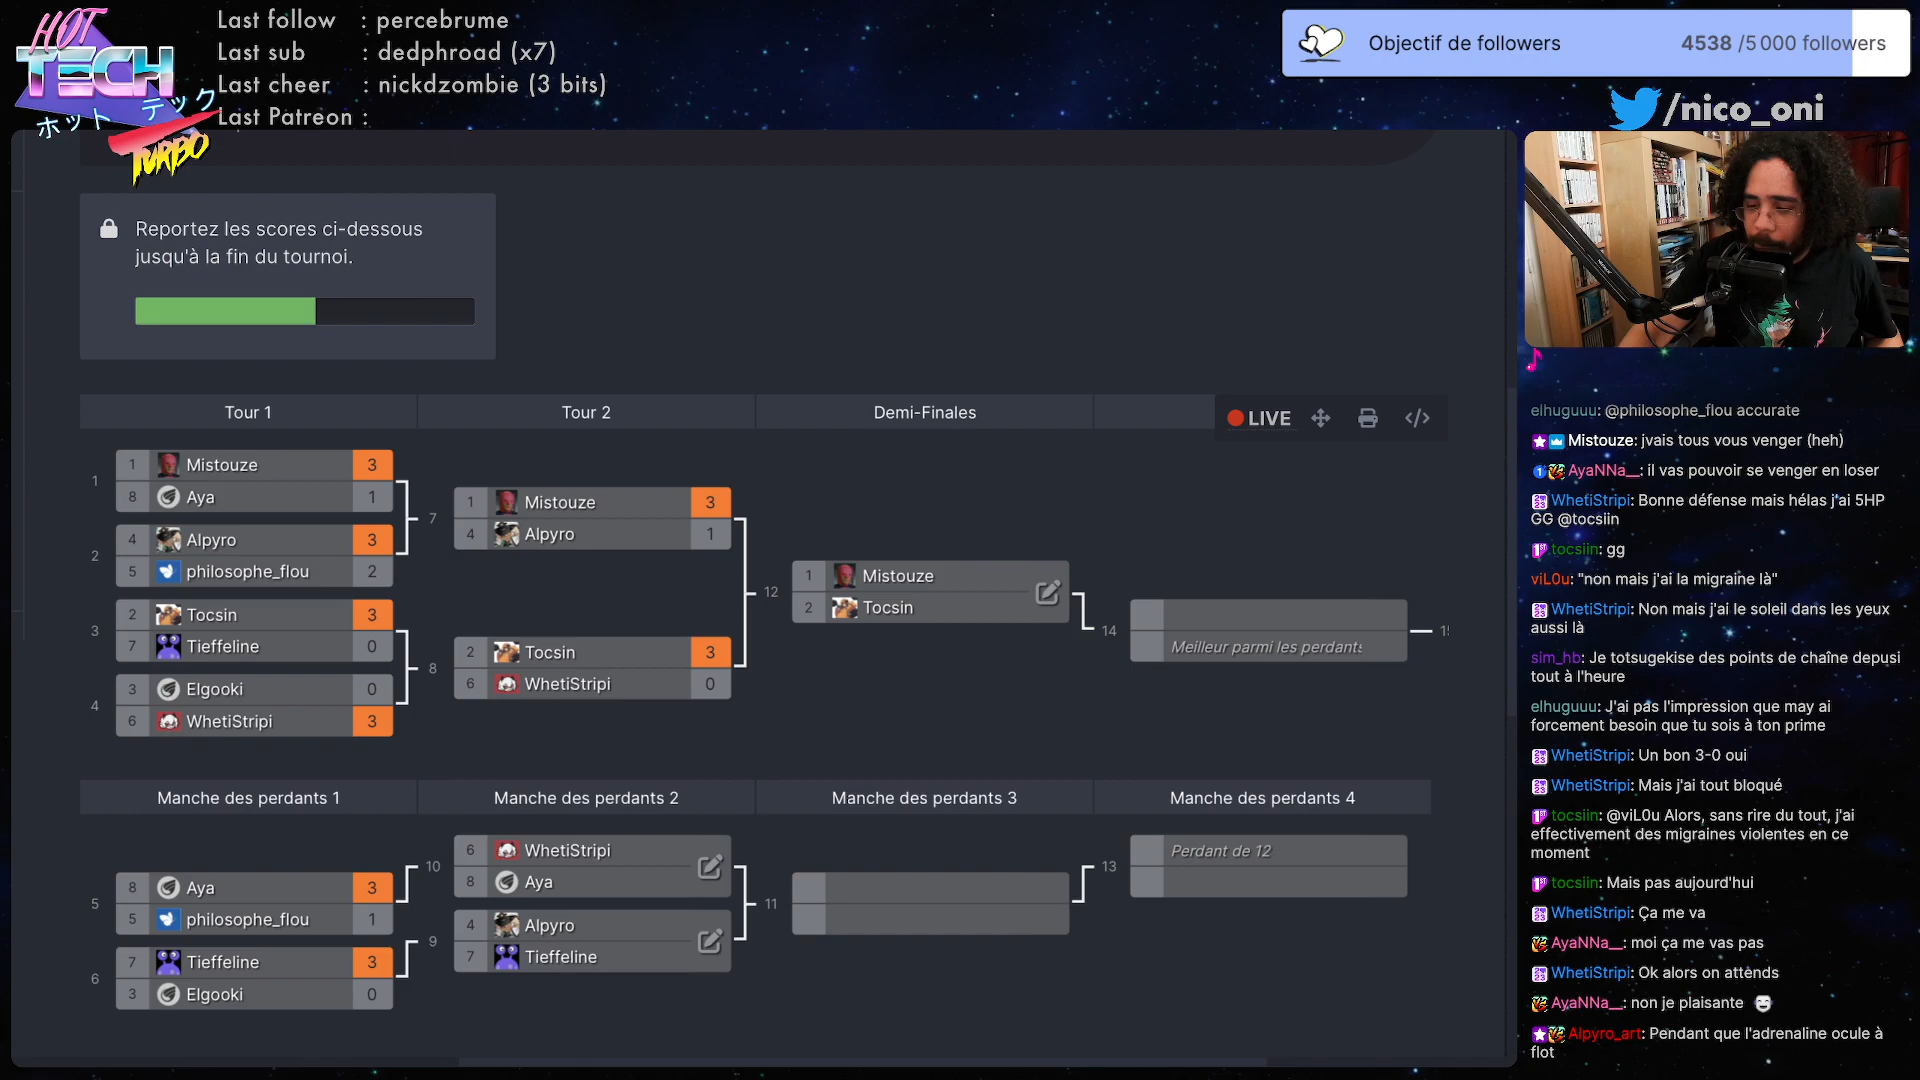 HOT
TECH
ホット テック
TURBO
Last follow : percebrume
Last sub : dedphroad (x7)
Last cheer : nickdzombie (3 bits)
Last Patreon :
Objectif de followers 4538 /5 000 followers
/nico_oni
Reportez les scores ci-dessous
jusqu'à la fin du tournoi.
Tour 1 Tour 2 Demi-Finales LIVE
1 1 Mistouze 3
8 Aya 1
2 4 Alpyro 3
5 philosophe_flou 2
3 2 Tocsin 3
7 Tieffeline 0
4 3 Elgooki 0
6 WhetiStripi 3
7 1 Mistouze 3
4 Alpyro 1
8 2 Tocsin 3
6 WhetiStripi 0
12 1 Mistouze
2 Tocsin
14 Meilleur parmi les perdants
Manche des perdants 1 Manche des perdants 2 Manche des perdants 3 Manche des perdants 4
5 8 Aya 3
5 philosophe_flou 1
6 7 Tieffeline 3
3 Elgooki 0
10 6 WhetiStripi
8 Aya
9 4 Alpyro
7 Tieffeline
11
13 Perdant de 12
elhuguuu: @philosophe_flou accurate
Mistouze: jvais tous vous venger (heh)
AyaNNa__: il vas pouvoir se venger en loser
WhetiStripi: Bonne défense mais hélas j'ai 5HP
GG @tocsiin
tocsiin: gg
viL0u: "non mais j'ai la migraine là"
WhetiStripi: Non mais j'ai le soleil dans les yeux
aussi là
sim_hb: Je totsugekise des points de chaîne depusi
tout à l'heure
elhuguuu: J'ai pas l'impression que may ai
forcement besoin que tu sois à ton prime
WhetiStripi: Un bon 3-0 oui
WhetiStripi: Mais j'ai tout bloqué
tocsiin: @viL0u Alors, sans rire du tout, j'ai
effectivement des migraines violentes en ce
moment
tocsiin: Mais pas aujourd'hui
WhetiStripi: Ça me va
AyaNNa__: moi ça me vas pas
WhetiStripi: Ok alors on attends
AyaNNa__: non je plaisante
Alpyro_art: Pendant que l'adrenaline ocule à
flot